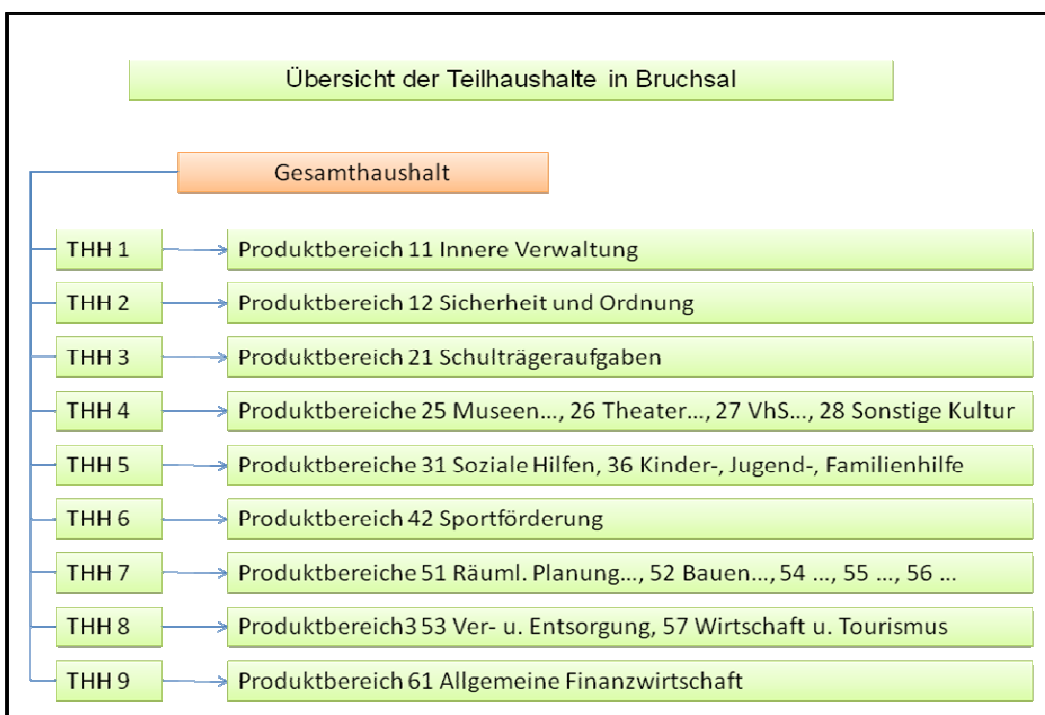 Übersicht der Teilhaushalte in Bruchsal
Gesamthaushalt
THH 1 Produktbereich 11 Innere Verwaltung
THH 2 Produktbereich 12 Sicherheit und Ordnung
THH 3 Produktbereich 21 Schulträgeraufgaben
THH 4 Produktbereiche 25 Museen..., 26 Theater..., 27 VhS..., 28 Sonstige Kultur
THH 5 Produktbereiche 31 Soziale Hilfen, 36 Kinder-, Jugend-, Familienhilfe
THH 6 Produktbereich 42 Sportförderung
THH 7 Produktbereiche 51 Räuml. Planung..., 52 Bauen..., 54 ..., 55 ..., 56 ...
THH 8 Produktbereich3 53 Ver- u. Entsorgung, 57 Wirtschaft u. Tourismus
THH 9 Produktbereich 61 Allgemeine Finanzwirtschaft